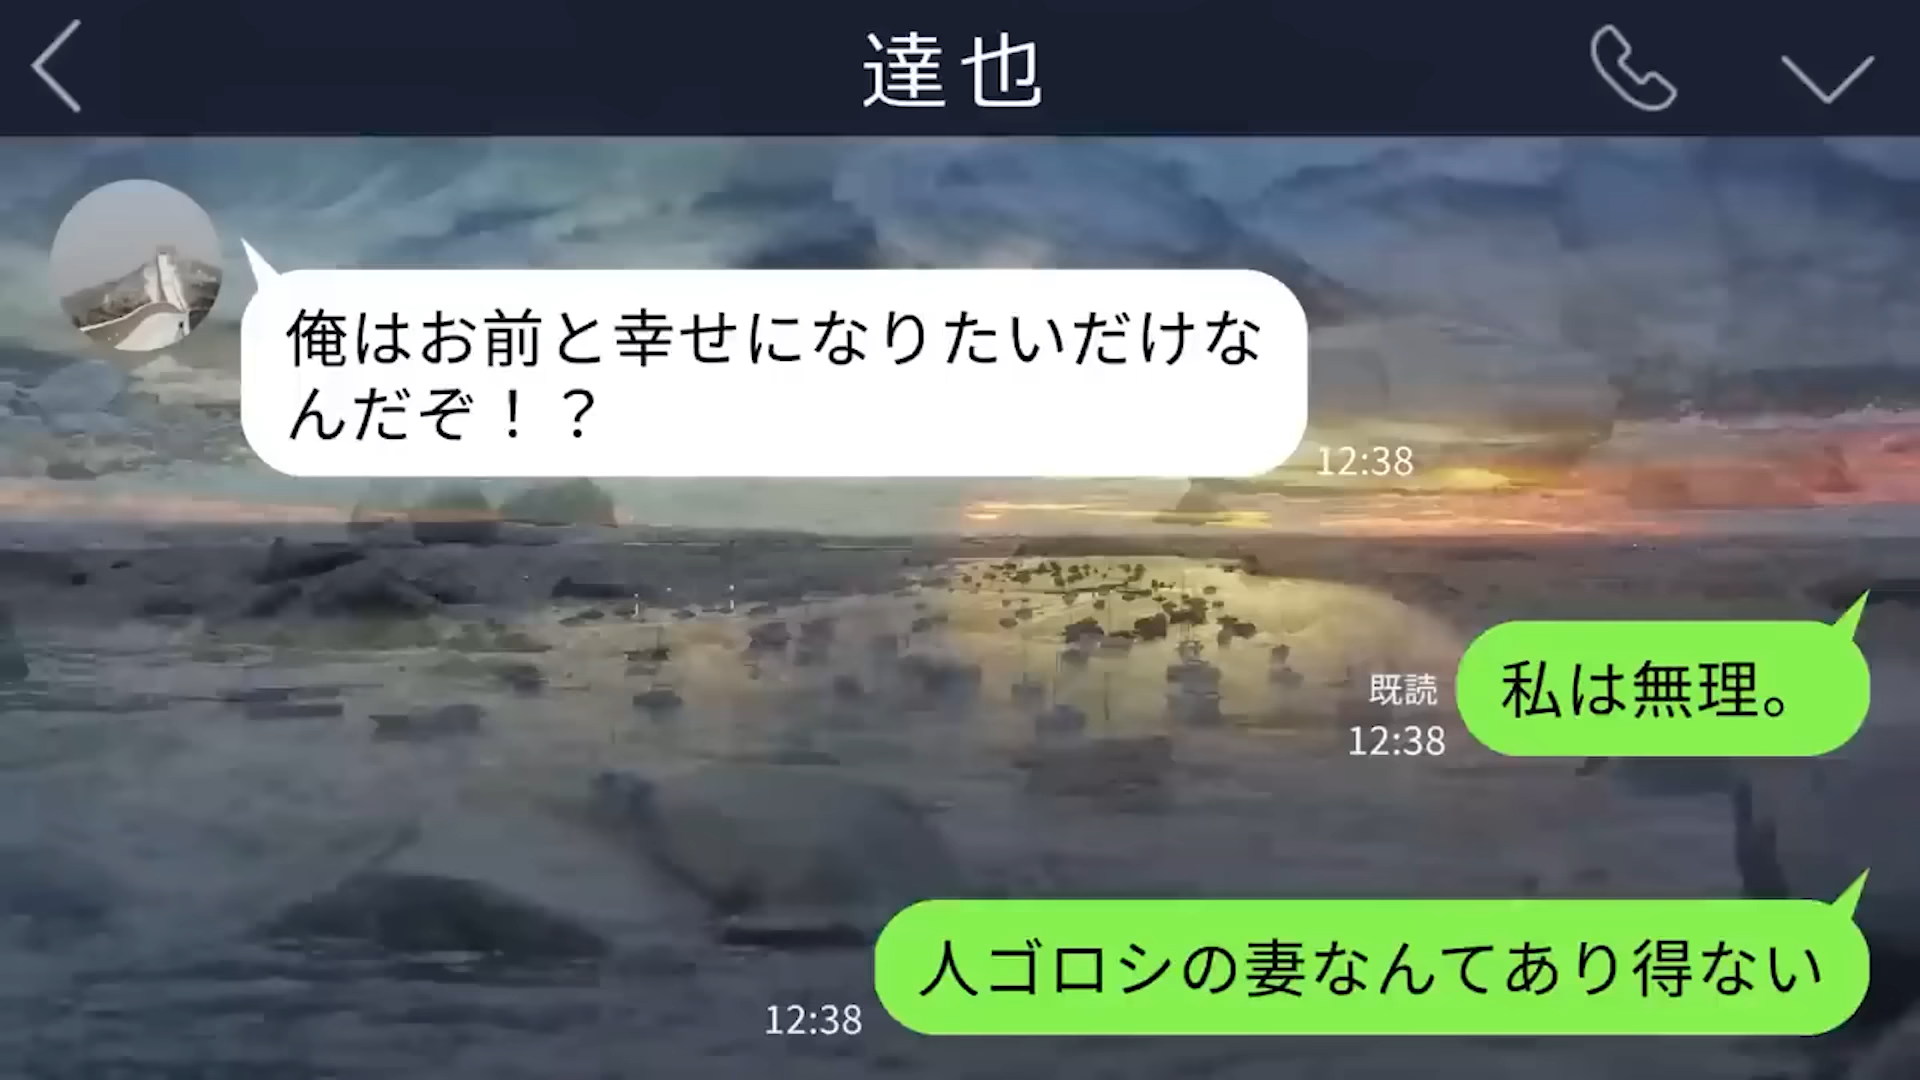 達也
俺はお前と幸せになりたいだけな
んだぞ！？
12:38
私は無理。
既読
12:38
人ゴロシの妻なんてあり得ない
12:38